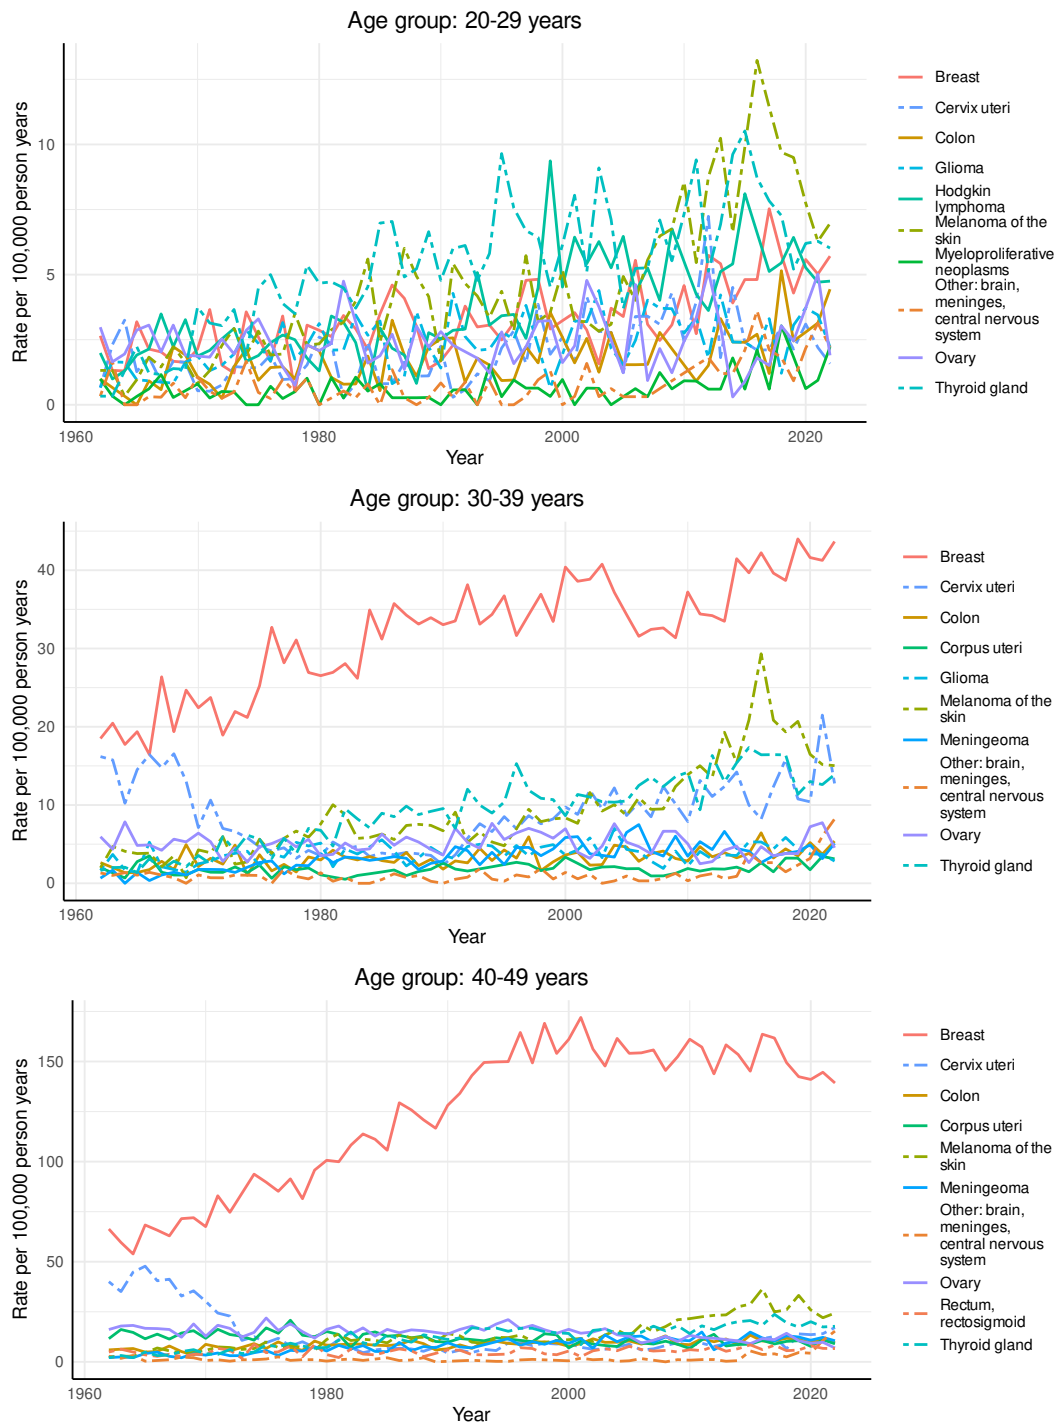 Age group: 20-29 years
Rate per 100,000 person years
10
5
0
1960
1980
2000
2020
Year
Breast
Cervix uteri
Colon
Glioma
Hodgkin
lymphoma
Melanoma of the
skin
Myeloproliferative
neoplasms
Other: brain,
meninges,
central nervous
system
Ovary
Thyroid gland
Age group: 30-39 years
Rate per 100,000 person years
40
30
20
10
0
1960
1980
2000
2020
Year
Breast
Cervix uteri
Colon
Corpus uteri
Glioma
Melanoma of the
skin
Meningeoma
Other: brain,
meninges,
central nervous
system
Ovary
Thyroid gland
Age group: 40-49 years
Rate per 100,000 person years
150
100
50
0
1960
1980
2000
2020
Year
Breast
Cervix uteri
Colon
Corpus uteri
Melanoma of the
skin
Meningeoma
Other: brain,
meninges,
central nervous
system
Ovary
Rectum,
rectosigmoid
Thyroid gland